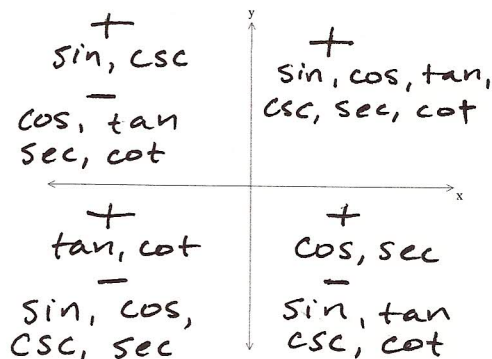 y
+
sin, csc
−
cos, tan
sec, cot
+
sin, cos, tan,
csc, sec, cot
x
+
tan, cot
−
sin, cos,
csc, sec
+
cos, sec
−
sin, tan
csc, cot